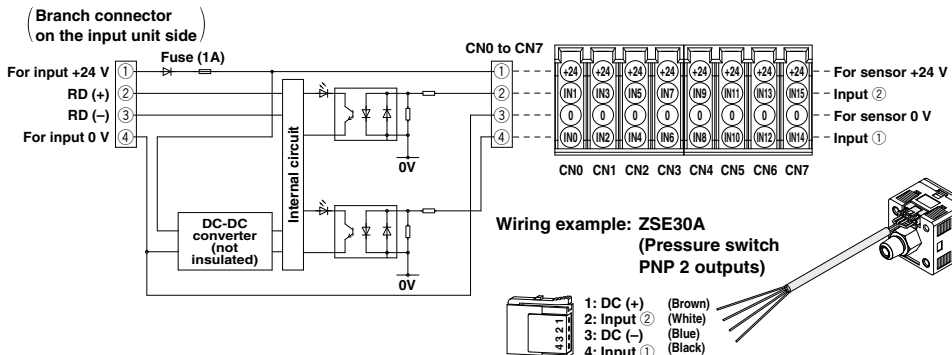 Branch connector
on the input unit side
Fuse (1A)
For input +24 V ①
RD (+) ②
RD (–) ③
For input 0 V ④
Internal circuit
DC-DC
converter
(not
insulated)
0V
0V
CN0 to CN7
①
②
③
④
+24 +24 +24 +24 +24 +24 +24 +24 For sensor +24 V
IN1 IN3 IN5 IN7 IN9 IN11 IN13 IN15 Input ②
0 0 0 0 0 0 0 0 For sensor 0 V
IN0 IN2 IN4 IN6 IN8 IN10 IN12 IN14 Input ①
CN0 CN1 CN2 CN3 CN4 CN5 CN6 CN7
Wiring example: ZSE30A
(Pressure switch
PNP 2 outputs)
4 3 2 1
1: DC (+) (Brown)
2: Input ② (White)
3: DC (–) (Blue)
4: Input ① (Black)